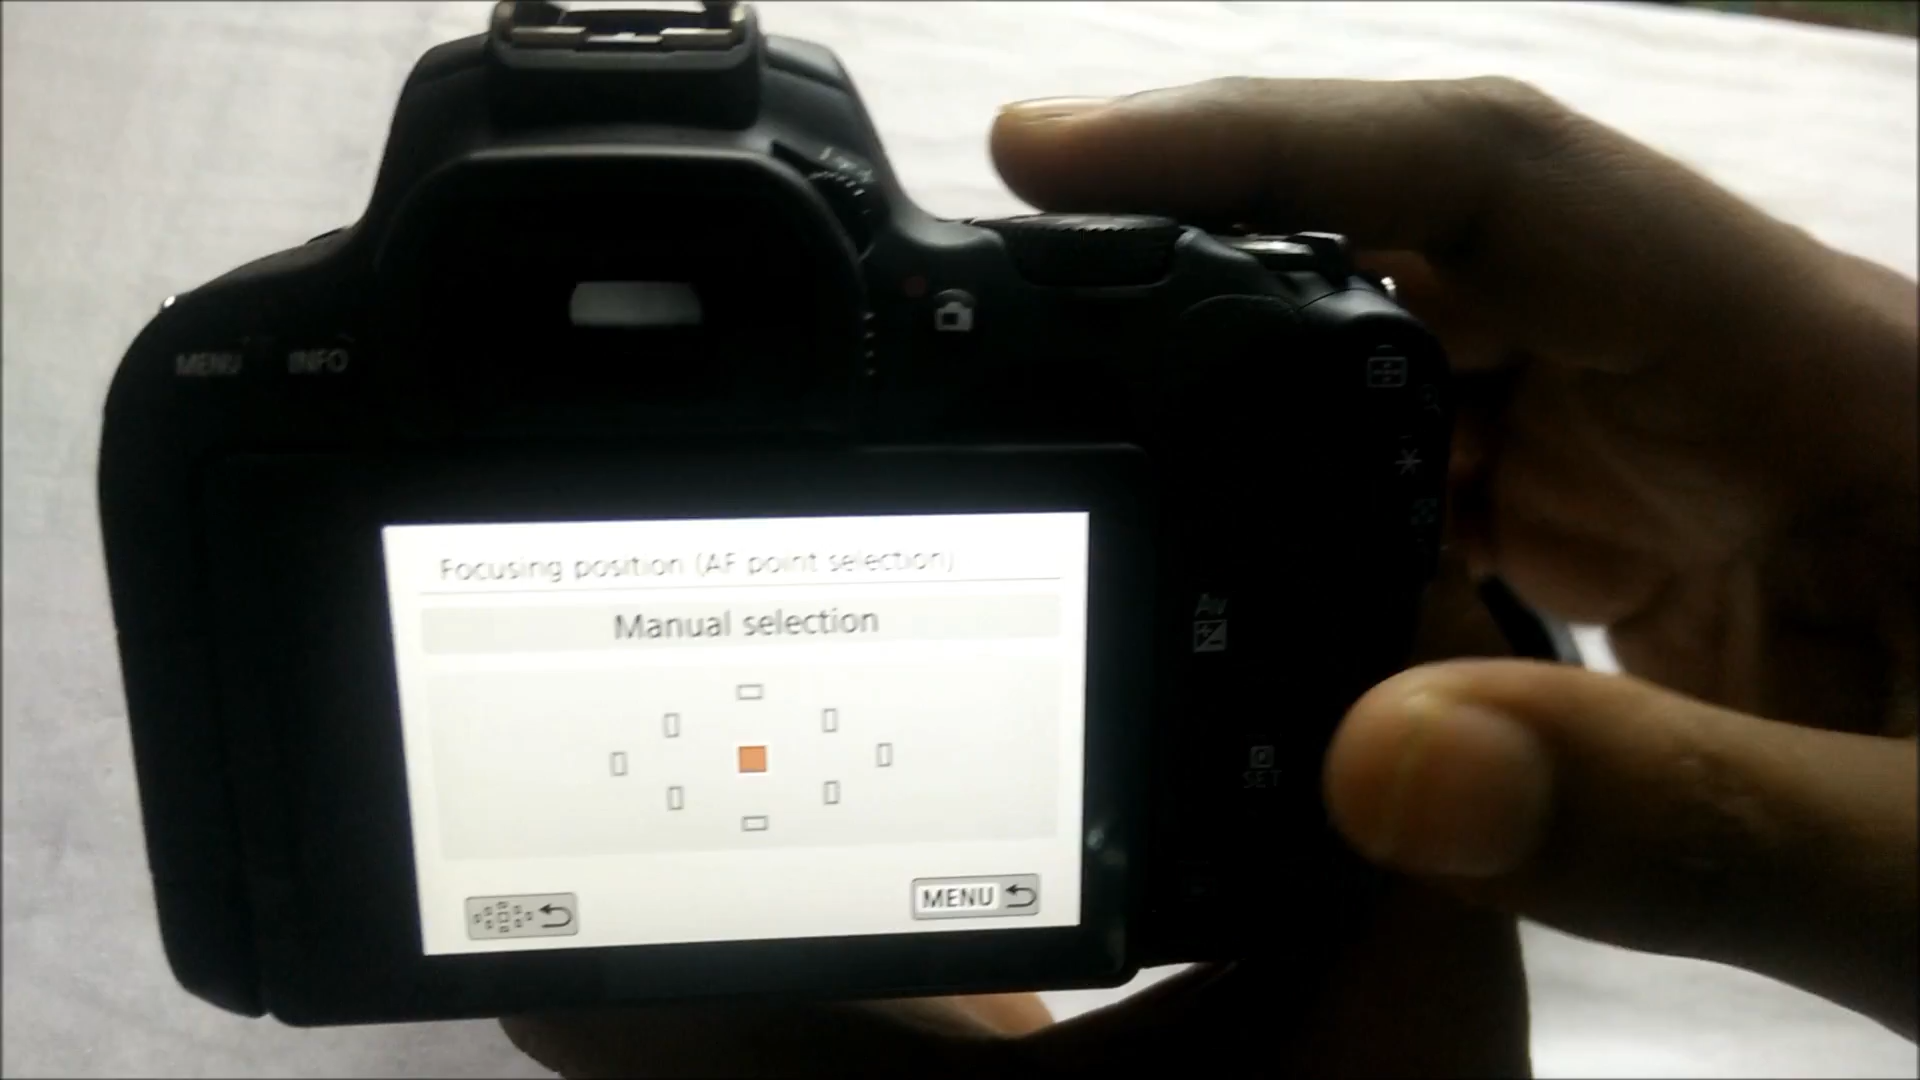 MENU INFO
Focusing position (AF point selection)
Manual selection
MENU
Av
SET